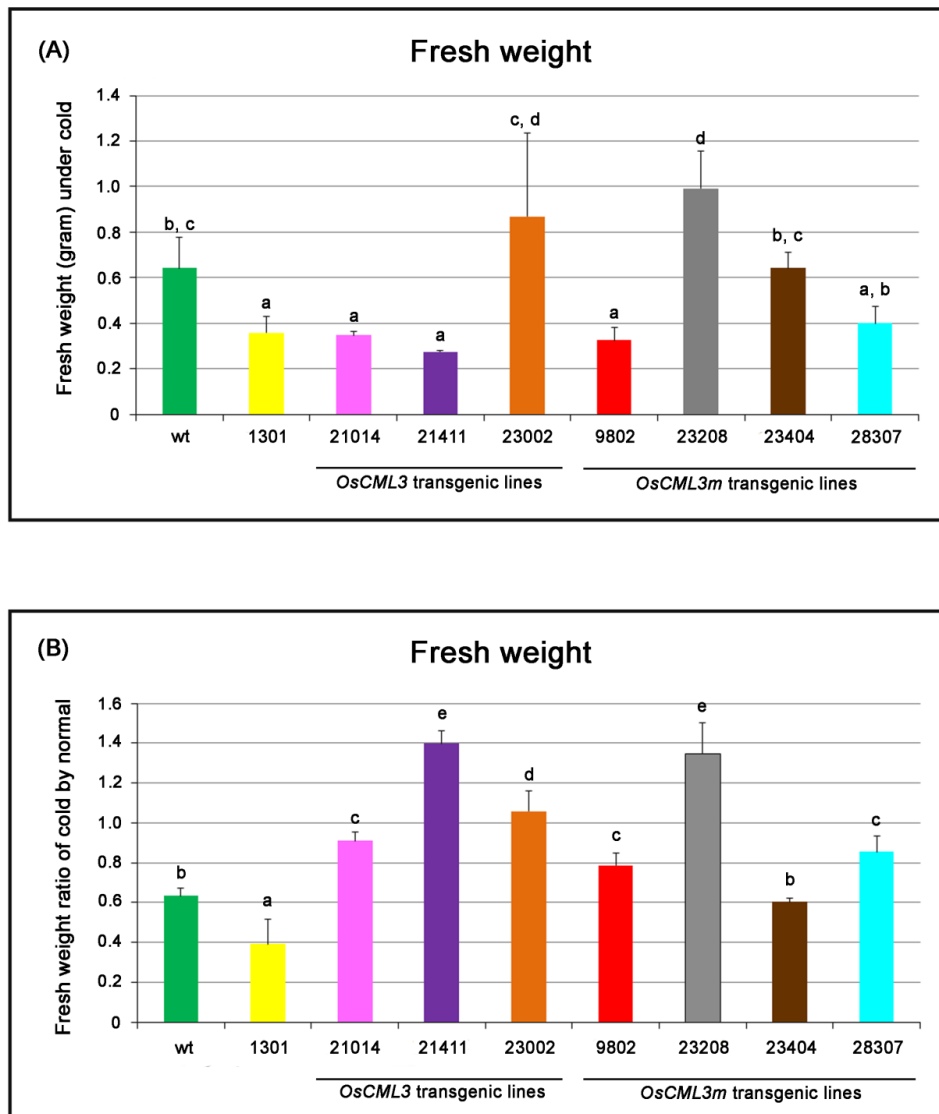 (A)
Fresh weight
Fresh weight (gram) under cold
1.4
1.2
1.0
0.8
0.6
0.4
0.2
0
b, c
a
a
a
c, d
a
d
b, c
a, b
wt 1301 21014 21411 23002 9802 23208 23404 28307
OsCML3 transgenic lines OsCML3m transgenic lines
(B)
Fresh weight
Fresh weight ratio of cold by normal
1.6
1.4
1.2
1.0
0.8
0.6
0.4
0.2
0
b
a
c
e
d
c
e
b
c
wt 1301 21014 21411 23002 9802 23208 23404 28307
OsCML3 transgenic lines OsCML3m transgenic lines